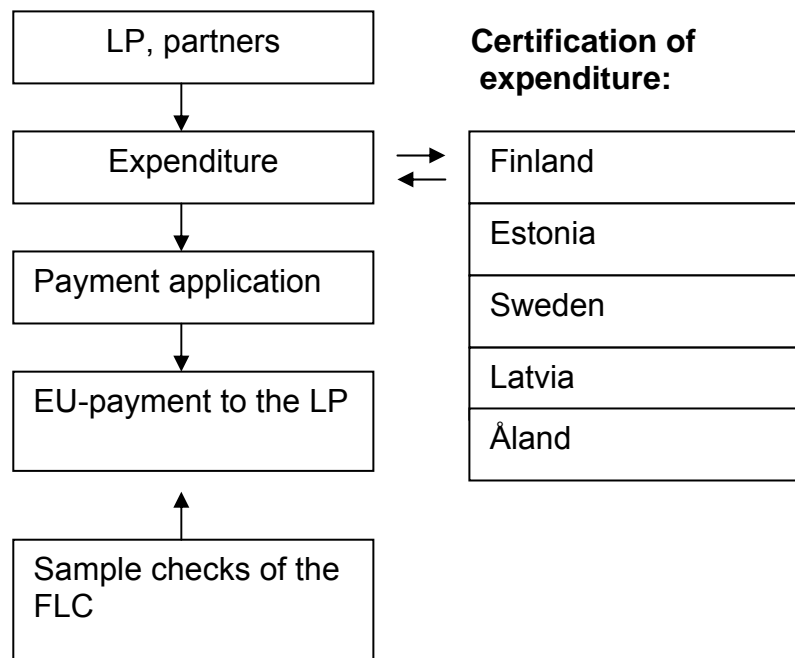 LP, partners
Expenditure
Payment application
EU-payment to the LP
Sample checks of the
FLC
Certification of
expenditure:
Finland
Estonia
Sweden
Latvia
Åland